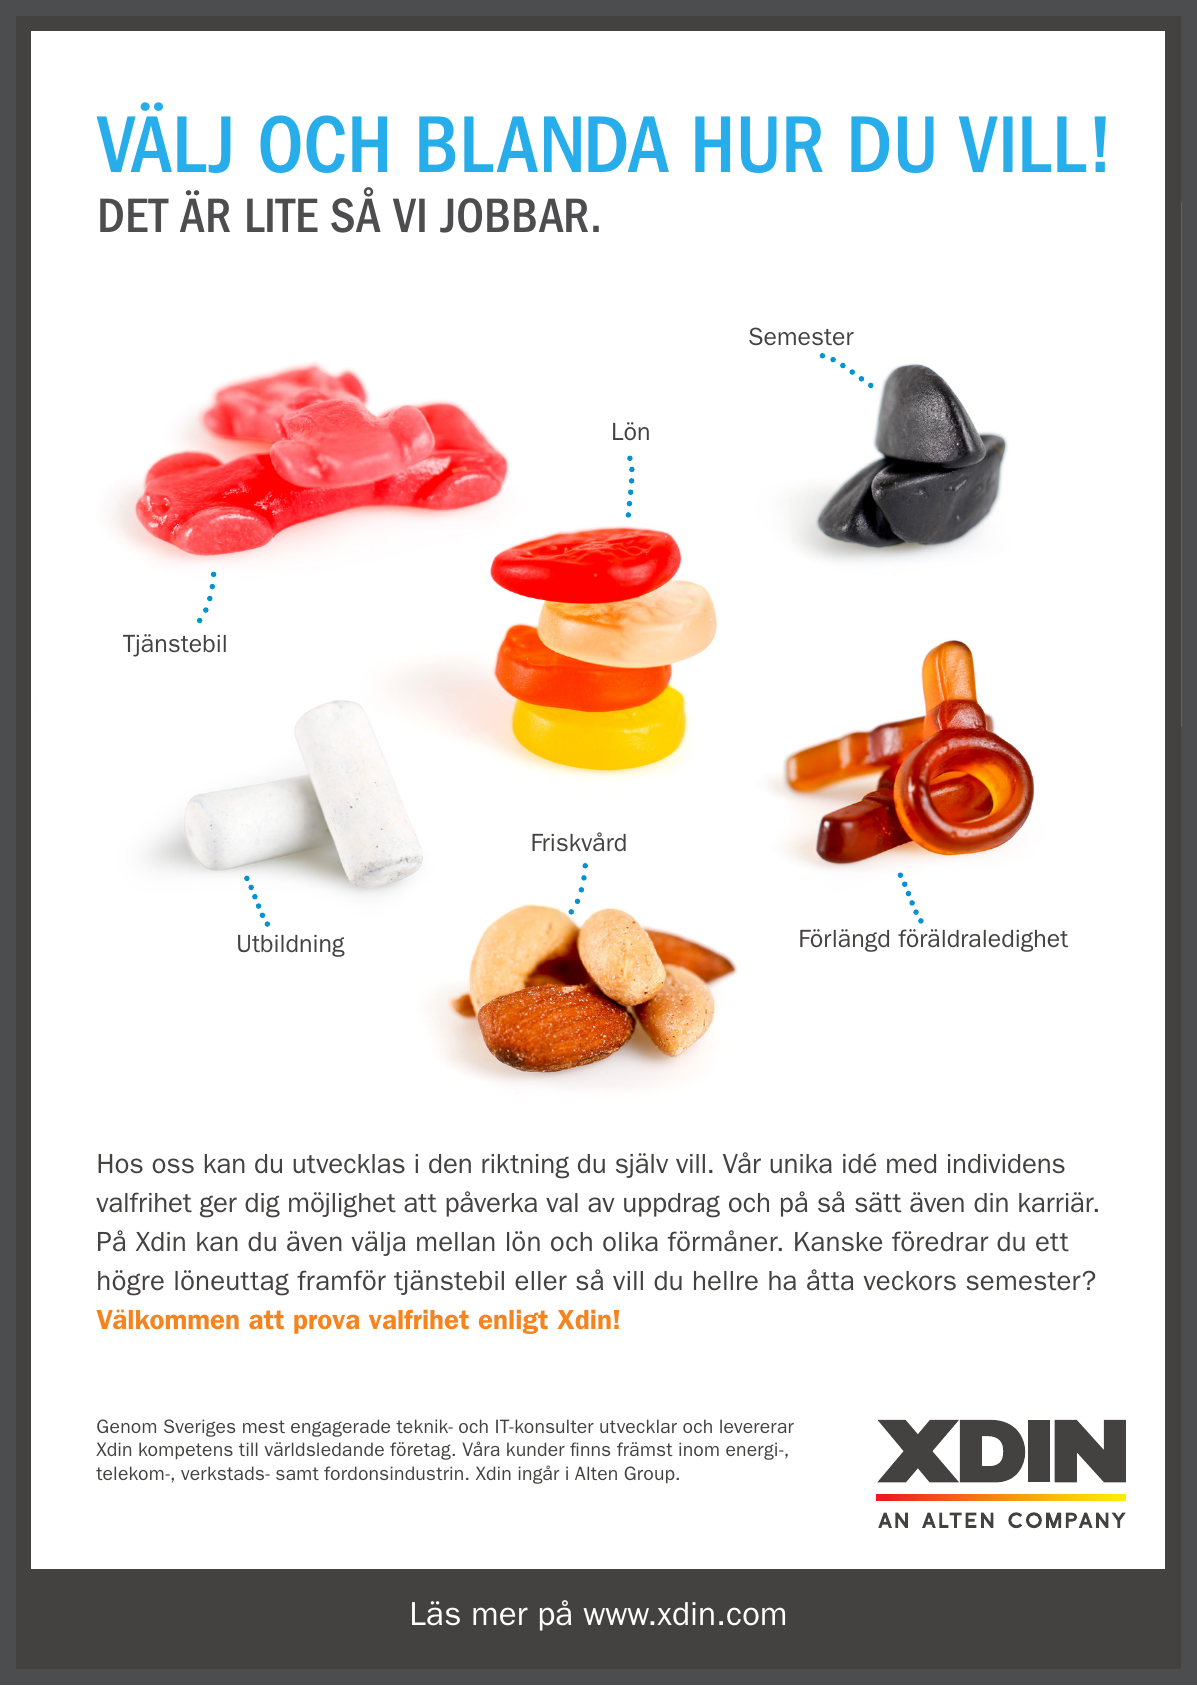 VÄLJ OCH BLANDA HUR DU VILL!
DET ÄR LITE SÅ VI JOBBAR.
Semester
Lön
Tjänstebil
Friskvård
Utbildning
Förlängd föräldraledighet
Hos oss kan du utvecklas i den riktning du själv vill. Vår unika idé med individens
valfrihet ger dig möjlighet att påverka val av uppdrag och på så sätt även din karriär.
På Xdin kan du även välja mellan lön och olika förmåner. Kanske föredrar du ett
högre löneuttag framför tjänstebil eller så vill du hellre ha åtta veckors semester?
Välkommen att prova valfrihet enligt Xdin!
Genom Sveriges mest engagerade teknik- och IT-konsulter utvecklar och levererar
Xdin kompetens till världsledande företag. Våra kunder finns främst inom energi-,
telekom-, verkstads- samt fordonsindustrin. Xdin ingår i Alten Group.
XDIN
AN ALTEN COMPANY
Läs mer på www.xdin.com